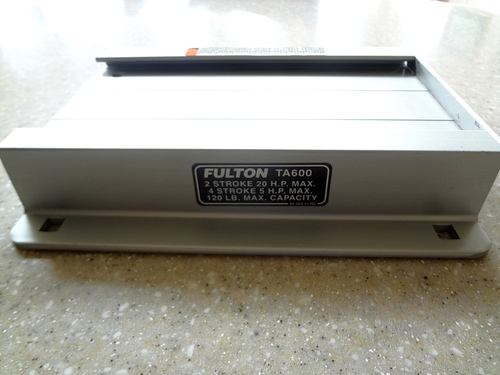 FULTON TA600
2 STROKE 20 H.P. MAX.
4 STROKE 5 H.P. MAX.
120 LB. MAX. CAPACITY